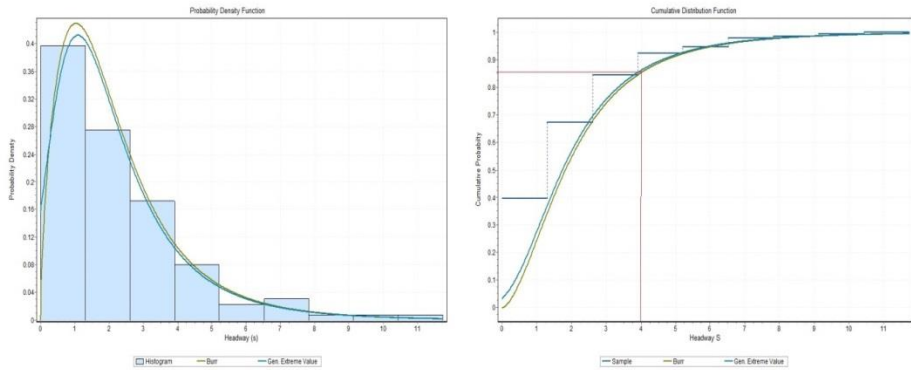 Probability Density Function
0.4
0.36
0.32
0.28
0.24
0.2
0.16
0.12
0.08
0.04
0
Probability Density
0 1 2 3 4 5 6 7 8 9 10 11
Headway (s)
Histogram Burr Gen. Extreme Value
Cumulative Distribution Function
1
0.9
0.8
0.7
0.6
0.5
0.4
0.3
0.2
0.1
0
Cumulative Probabilty
0 1 2 3 4 5 6 7 8 9 10 11
Headway S
Sample Burr Gen. Extreme Value